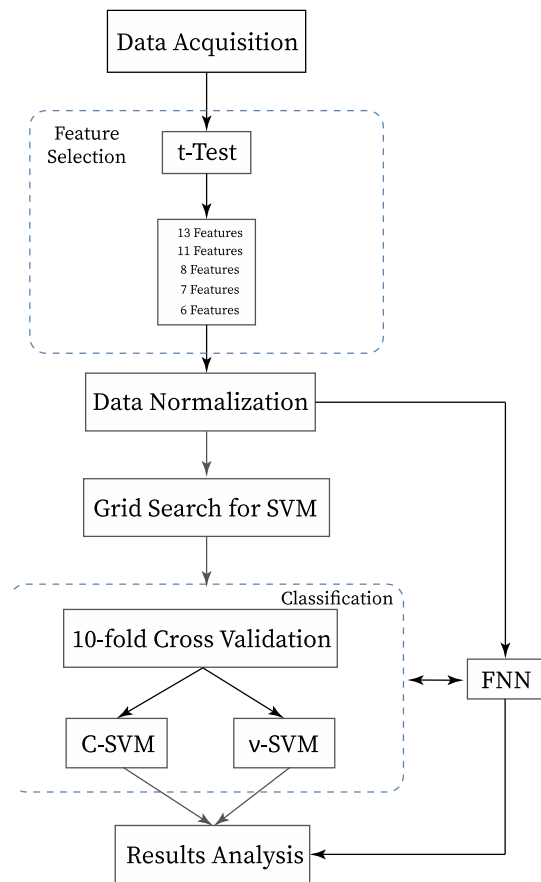 Data Acquisition
Feature
Selection
t-Test
13 Features
11 Features
8 Features
7 Features
6 Features
Data Normalization
Grid Search for SVM
Classification
10-fold Cross Validation
FNN
C-SVM
ν-SVM
Results Analysis